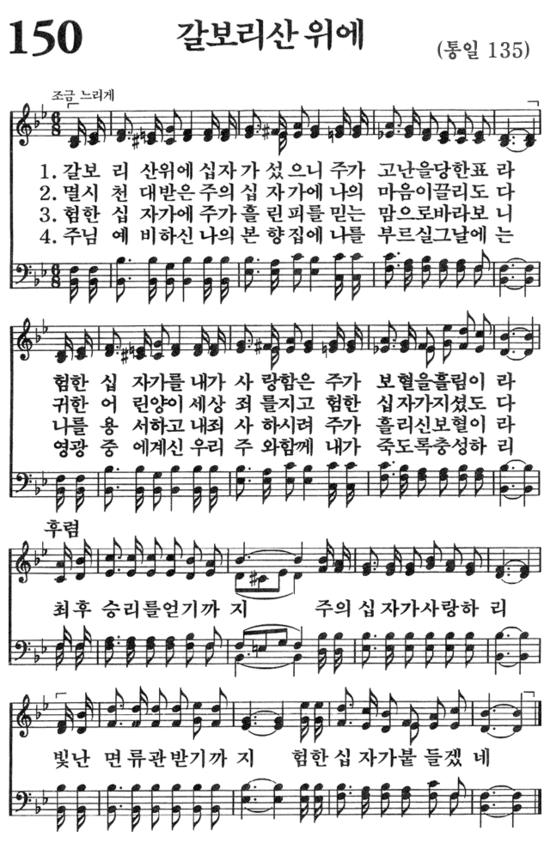 150 갈보리산 위에 (통일 135)
조금 느리게
1. 갈보 리 산위에 십자 가 섰 으니 주가 고난을당한표 라
2. 멸시 천 대받은 주의 십 자 가에 나의 마음이끌리도 다
3. 험한 십 자가에 주가 흘 린 피를 믿는 맘으로바라보 니
4. 주님 예 비하신 나의 본 향 집에 나를 부르실그날에 는
험한 십 자가를 내가 사 랑함은 주가 보혈을흘림이 라
귀한 어 린양이 세상 죄 를지고 험한 십자가지셨도 다
나를 용 서하고 내죄 사 하시려 주가 흘리신보혈이 라
영광 중 에계신 우리 주 와함께 내가 죽도록충성하 리
후렴
최후 승리를얻기까 지 주의 십 자가사랑하 리
빛난 면류관받기까 지 험한십 자가붙 들겠 네